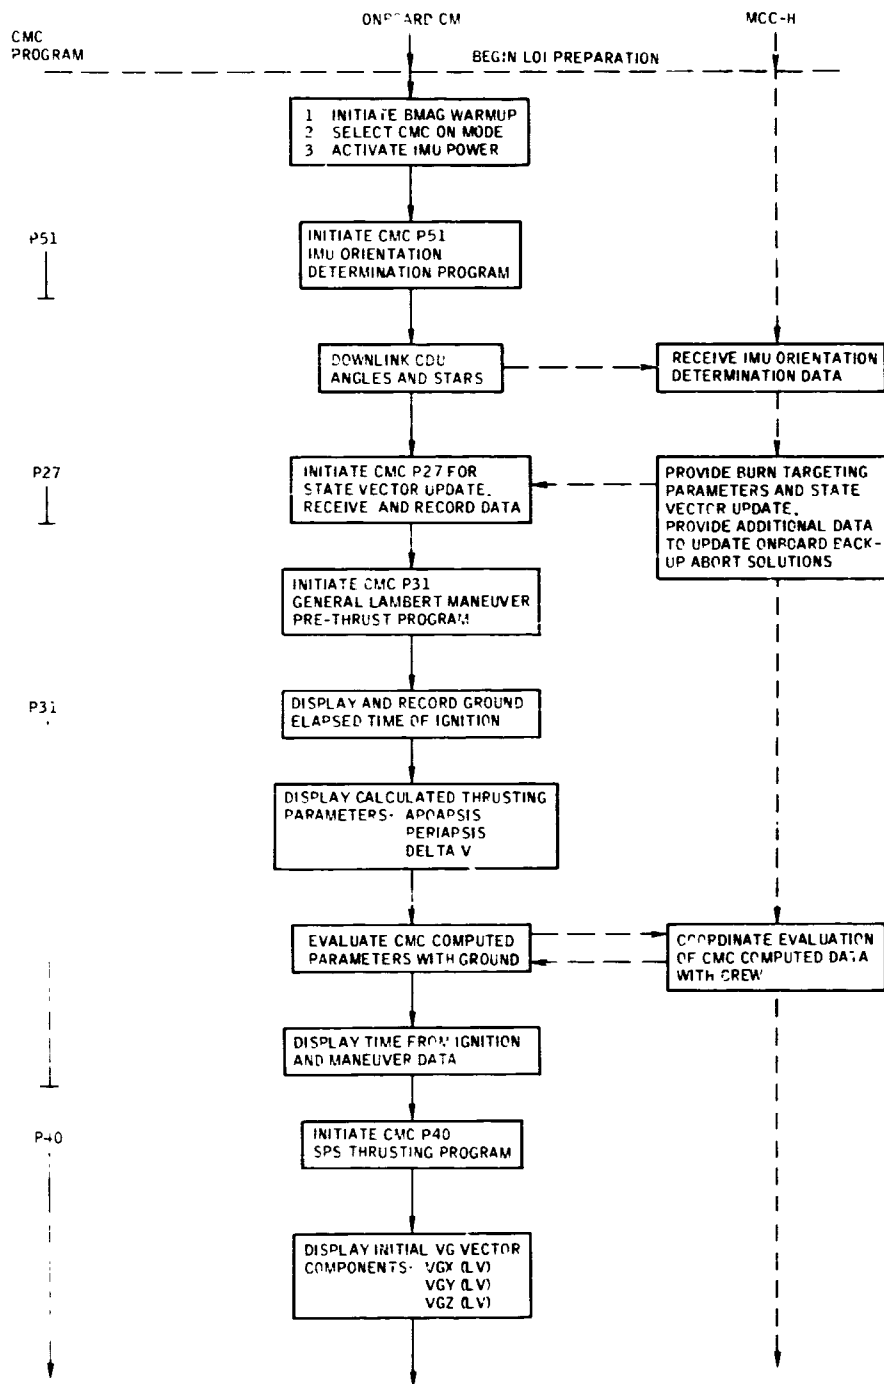 CMC
PROGRAM
ONBOARD CM
MCC-H
BEGIN LOI PREPARATION
1 INITIATE BMAG WARMUP
2 SELECT CMC ON MODE
3 ACTIVATE IMU POWER
P51
INITIATE CMC P51
IMU ORIENTATION
DETERMINATION PROGRAM
DOWNLINK CDU
ANGLES AND STARS
RECEIVE IMU ORIENTATION
DETERMINATION DATA
P27
INITIATE CMC P27 FOR
STATE VECTOR UPDATE.
RECEIVE AND RECORD DATA
PROVIDE BURN TARGETING
PARAMETERS AND STATE
VECTOR UPDATE.
PROVIDE ADDITIONAL DATA
TO UPDATE ONBOARD BACK-
UP ABORT SOLUTIONS
INITIATE CMC P31
GENERAL LAMBERT MANEUVER
PRE-THRUST PROGRAM
P31
DISPLAY AND RECORD GROUND
ELAPSED TIME OF IGNITION
DISPLAY CALCULATED THRUSTING
PARAMETERS- APOAPSIS
PERIAPSIS
DELTA V
EVALUATE CMC COMPUTED
PARAMETERS WITH GROUND
COORDINATE EVALUATION
OF CMC COMPUTED DATA
WITH CREW
DISPLAY TIME FROM IGNITION
AND MANEUVER DATA
P40
INITIATE CMC P40
SPS THRUSTING PROGRAM
DISPLAY INITIAL VG VECTOR
COMPONENTS- VGX (LV)
VGY (LV)
VGZ (LV)